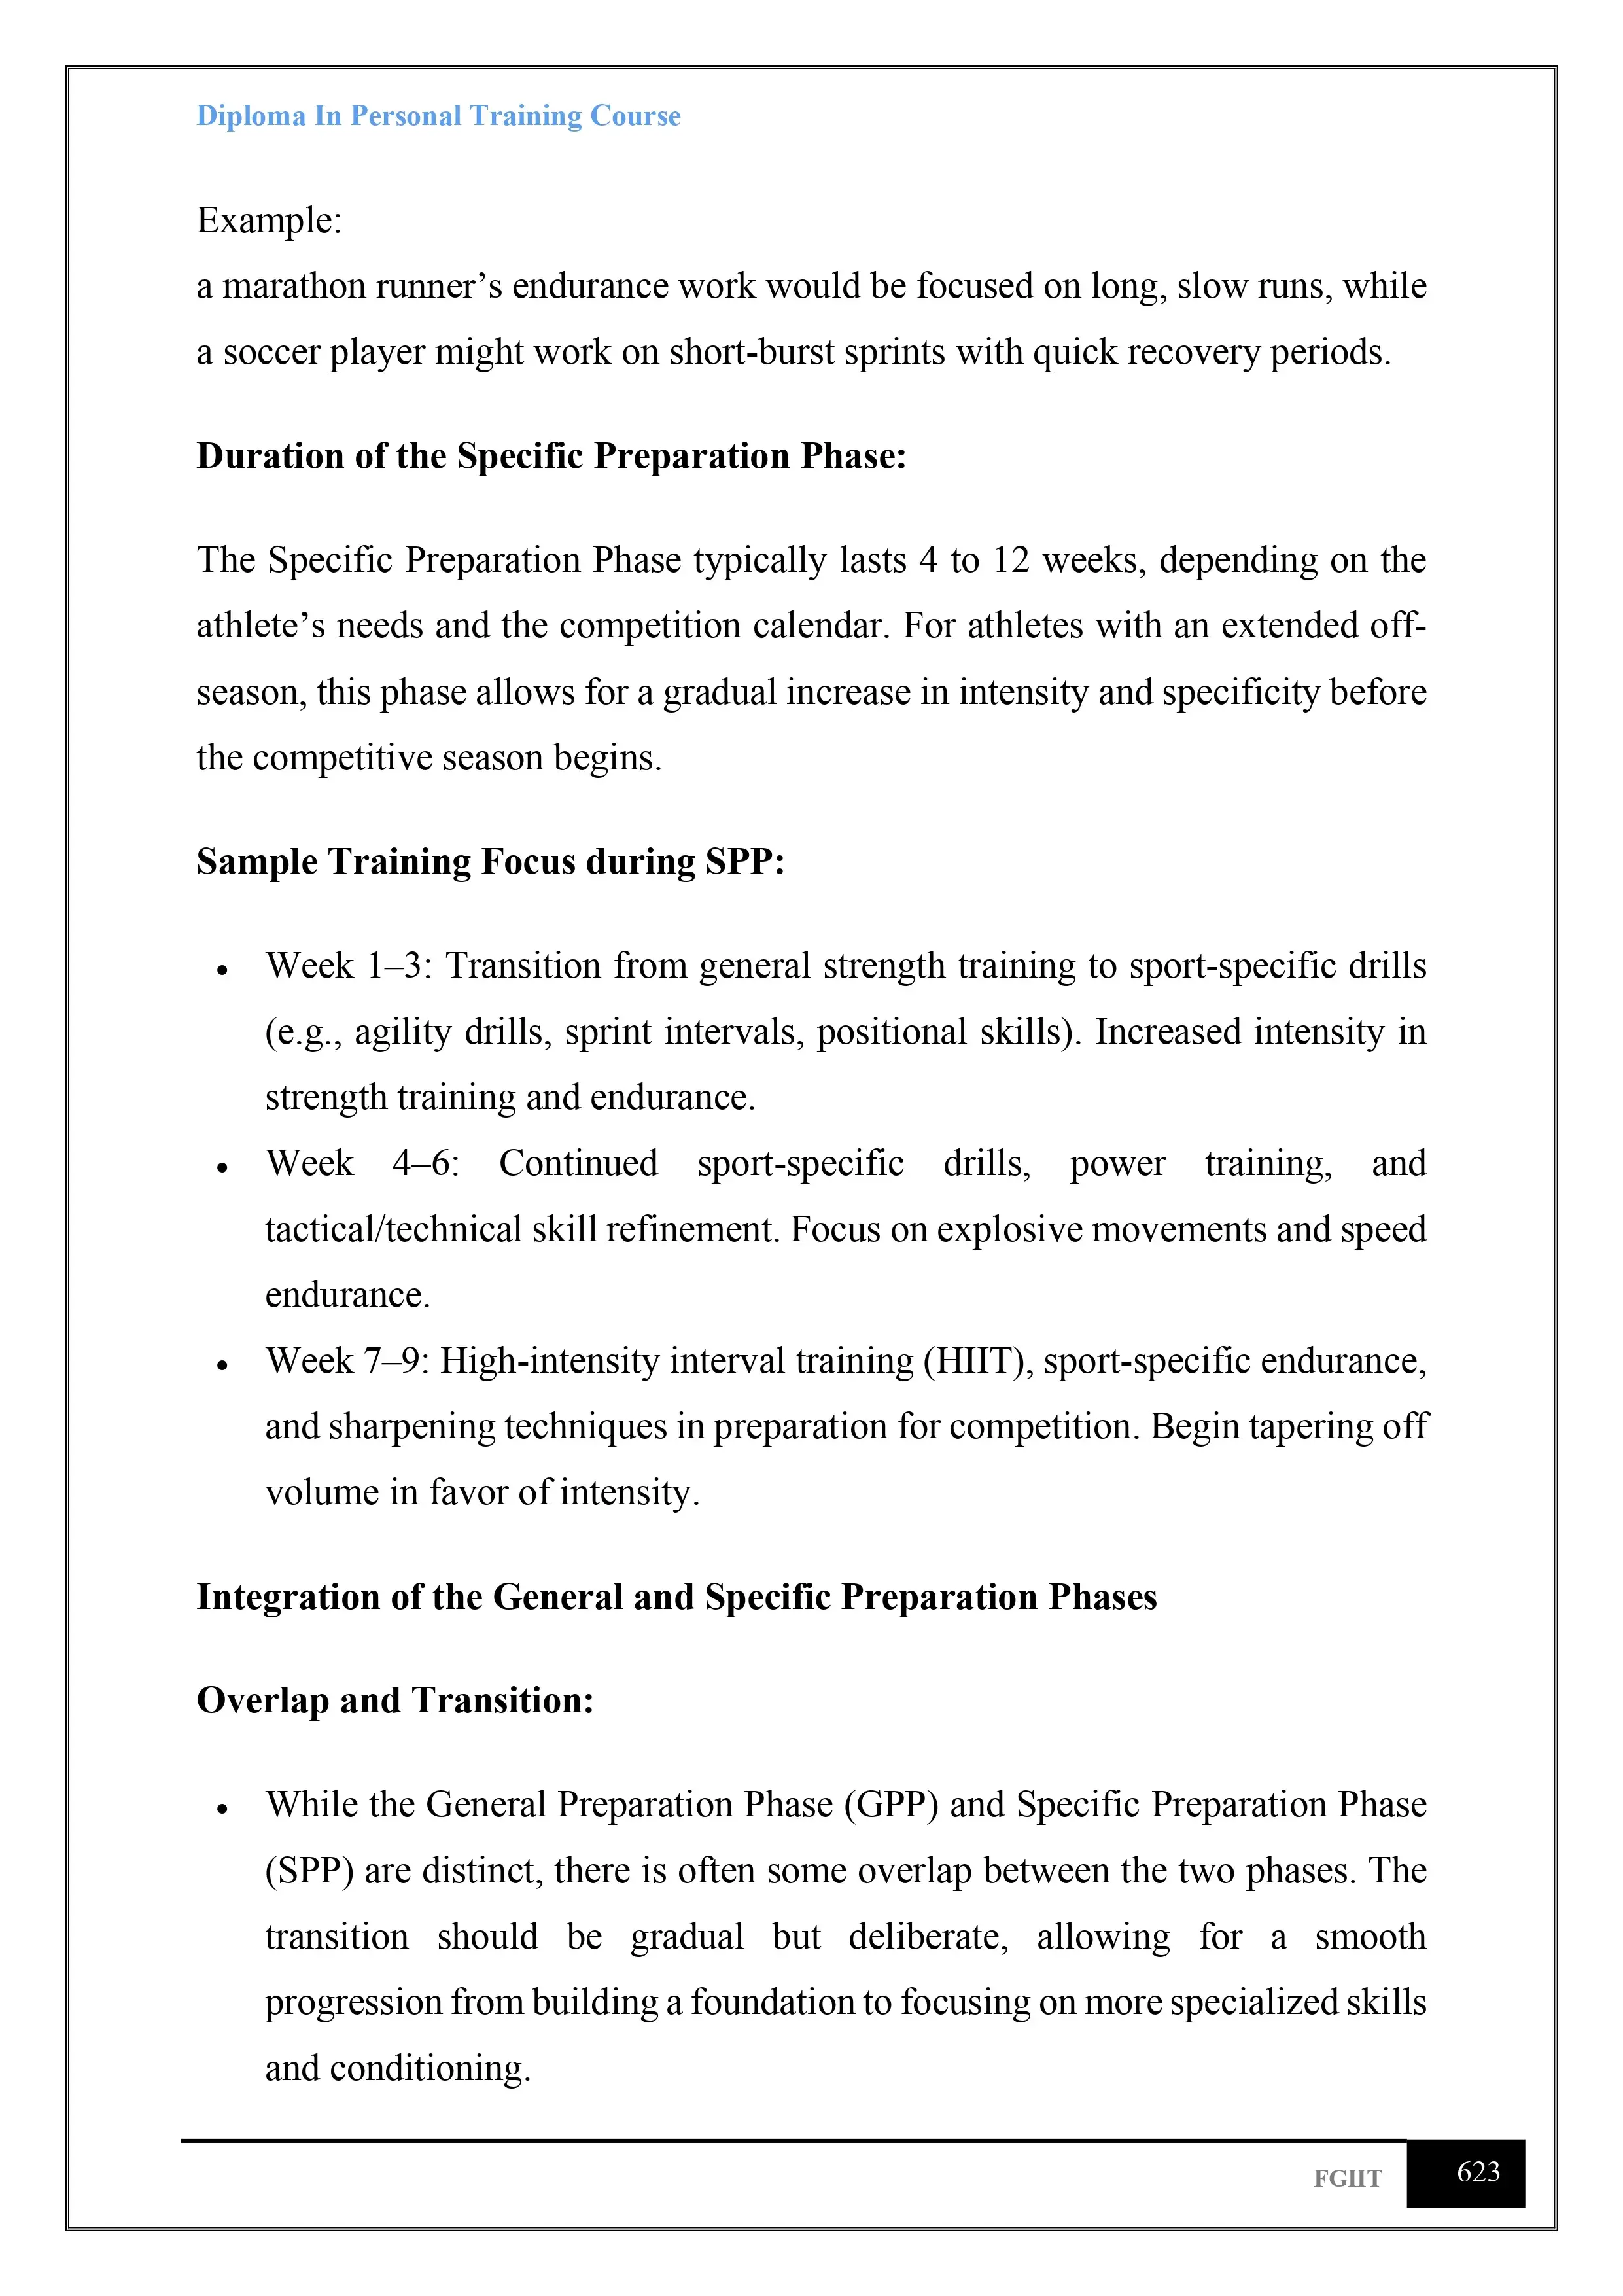 Diploma In Personal Training Course
Example:
a marathon runner’s endurance work would be focused on long, slow runs, while
a soccer player might work on short-burst sprints with quick recovery periods.
Duration of the Specific Preparation Phase:
The Specific Preparation Phase typically lasts 4 to 12 weeks, depending on the
athlete’s needs and the competition calendar. For athletes with an extended off-
season, this phase allows for a gradual increase in intensity and specificity before
the competitive season begins.
Sample Training Focus during SPP:
• Week 1–3: Transition from general strength training to sport-specific drills
(e.g., agility drills, sprint intervals, positional skills). Increased intensity in
strength training and endurance.
• Week 4–6: Continued sport-specific drills, power training, and
tactical/technical skill refinement. Focus on explosive movements and speed
endurance.
• Week 7–9: High-intensity interval training (HIIT), sport-specific endurance,
and sharpening techniques in preparation for competition. Begin tapering off
volume in favor of intensity.
Integration of the General and Specific Preparation Phases
Overlap and Transition:
• While the General Preparation Phase (GPP) and Specific Preparation Phase
(SPP) are distinct, there is often some overlap between the two phases. The
transition should be gradual but deliberate, allowing for a smooth
progression from building a foundation to focusing on more specialized skills
and conditioning.
FGIIT 623